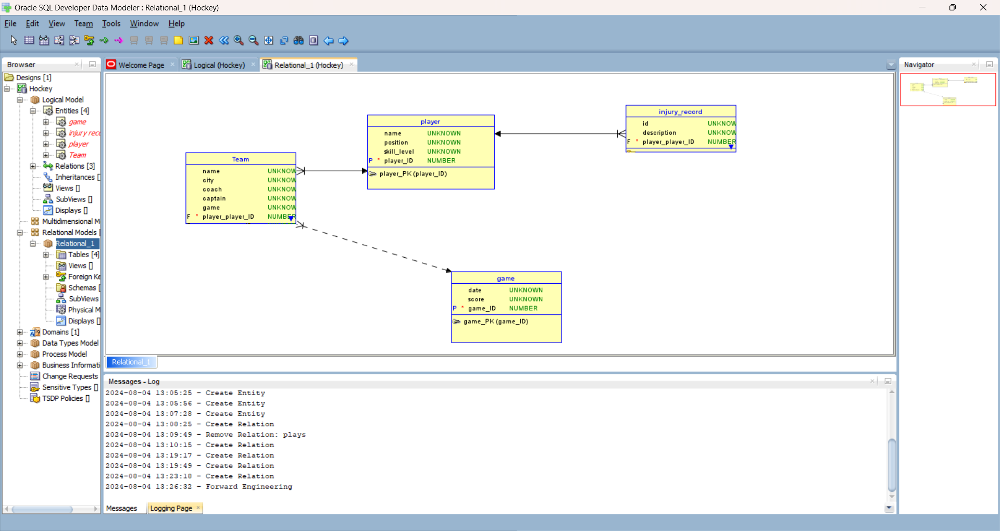 Oracle SQL Developer Data Modeler : Relational_1 (Hockey)
File Edit View Team Tools Window Help
Browser
Welcome Page
Logical (Hockey)
Relational_1 (Hockey)
Navigator
Designs [1]
Hockey
Logical Model
Entities [4]
game
injury rec
player
Team
Relations [3]
Inheritances [
Views []
SubViews []
Displays []
Multidimensional M
Relational Models [
Relational_1
Tables [4]
Views []
Foreign Ke
Schemas [
SubViews
Physical M
Displays []
Domains [1]
Data Types Model
Process Model
Business Informati
Change Requests
Sensitive Types []
TSDP Policies []
Team
name UNKNOW
city UNKNOW
coach UNKNOW
captain UNKNOW
game UNKNOW
F * player_player_ID NUMBER
player
name UNKNOWN
position UNKNOWN
skill_level UNKNOWN
P * player_ID NUMBER
player_PK (player_ID)
injury_record
id UNKNOW
description UNKNOW
F * player_player_ID NUMBER
game
date UNKNOWN
score UNKNOWN
P * game_ID NUMBER
game_PK (game_ID)
Relational_1
Messages - Log
2024-08-04 13:05:25 - Create Entity
2024-08-04 13:05:56 - Create Entity
2024-08-04 13:07:28 - Create Entity
2024-08-04 13:08:25 - Create Relation
2024-08-04 13:09:49 - Remove Relation: plays
2024-08-04 13:10:15 - Create Relation
2024-08-04 13:19:17 - Create Relation
2024-08-04 13:19:49 - Create Relation
2024-08-04 13:23:18 - Create Relation
2024-08-04 13:26:32 - Forward Engineering
Messages
Logging Page